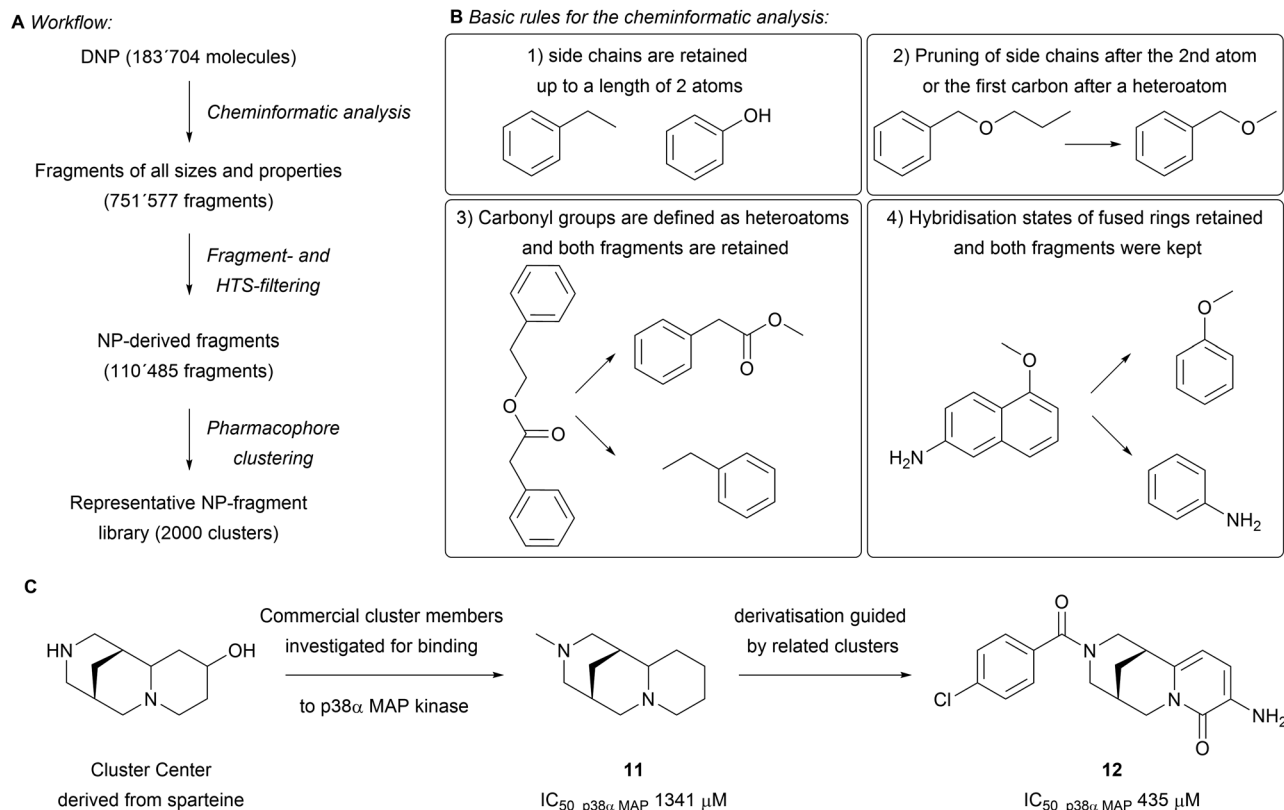 A Workflow:
DNP (183´704 molecules)
Cheminformatic analysis
Fragments of all sizes and properties
(751´577 fragments)
Fragment- and
HTS-filtering
NP-derived fragments
(110´485 fragments)
Pharmacophore
clustering
Representative NP-fragment
library (2000 clusters)
B Basic rules for the cheminformatic analysis:
1) side chains are retained
up to a length of 2 atoms
OH
2) Pruning of side chains after the 2nd atom
or the first carbon after a heteroatom
O
O
3) Carbonyl groups are defined as heteroatoms
and both fragments are retained
O
O
O
O
4) Hybridisation states of fused rings retained
and both fragments were kept
O
H2N
O
NH2
C
HN
N
OH
Cluster Center
derived from sparteine
Commercial cluster members
investigated for binding
to p38α MAP kinase
N
N
11
IC50 p38α MAP 1341 μM
derivatisation guided
by related clusters
O
N
Cl
N
NH2
O
12
IC50 p38α MAP 435 μM